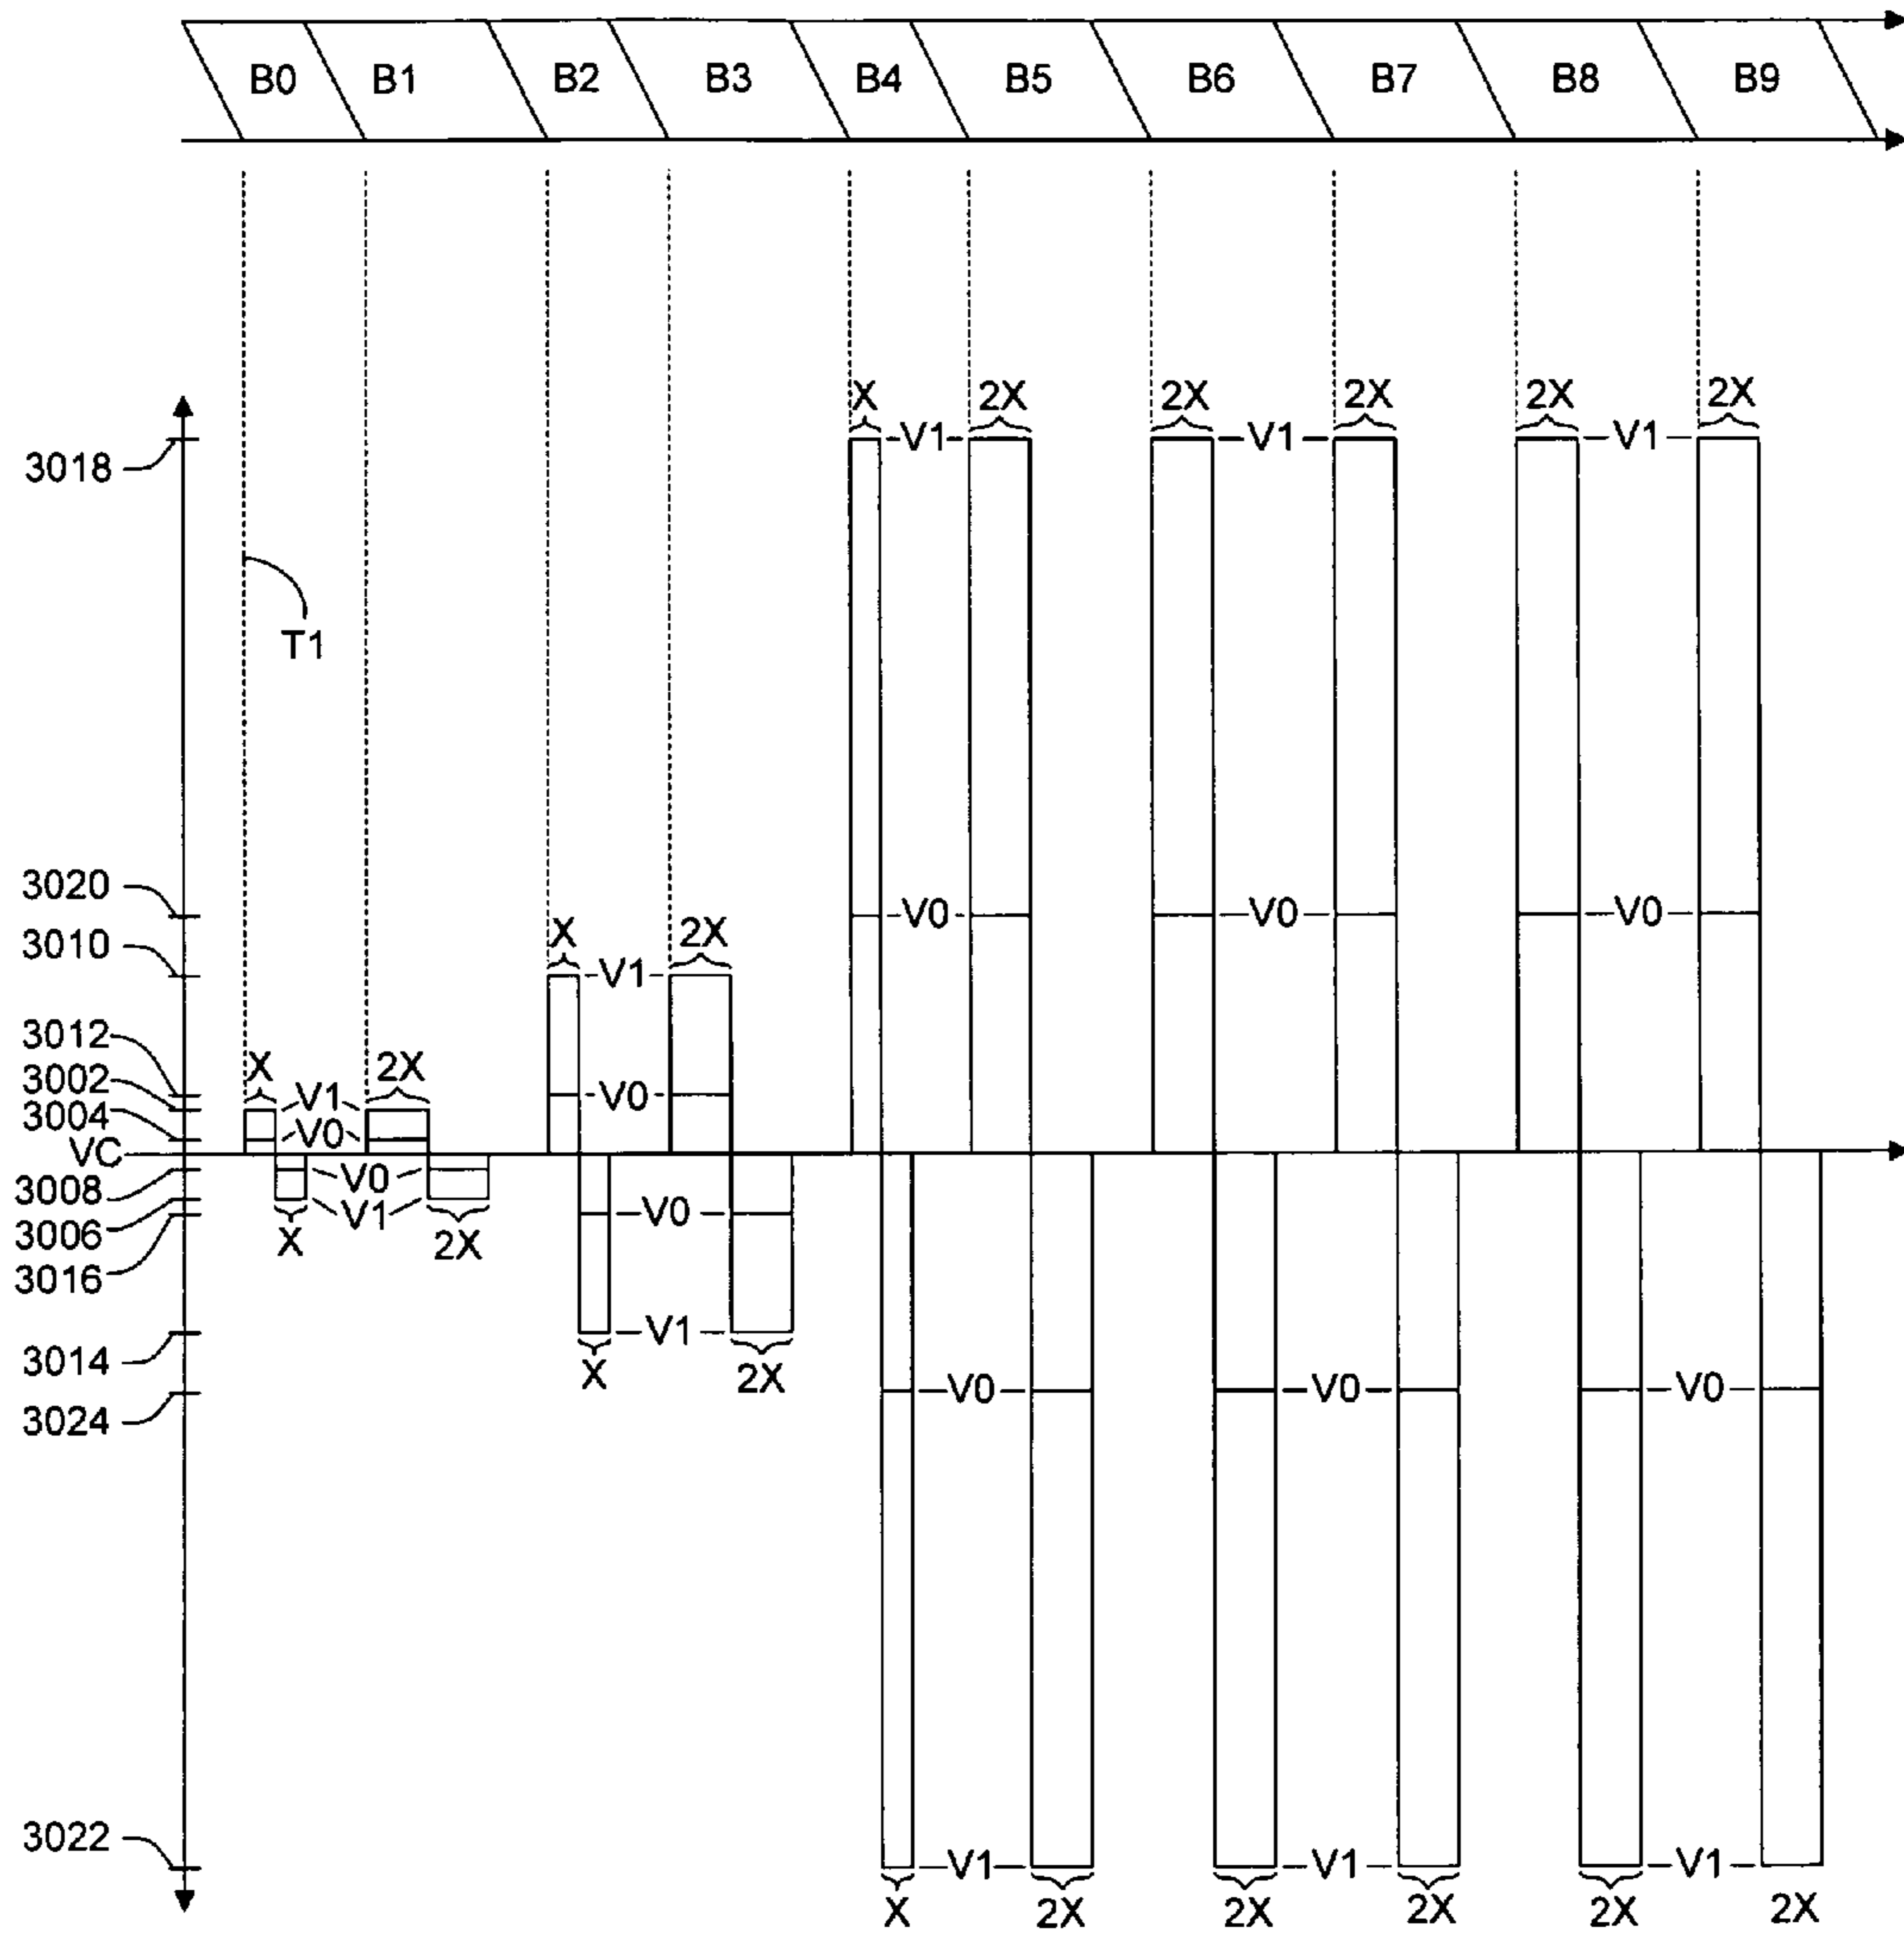 B0 B1 B2 B3 B4 B5 B6 B7 B8 B9
X 2X 2X 2X 2X 2X
3018 V1 V1 V1
T1
3020 V0 V0 V0
X 2X
3010 V1
3012 X 2X
3002 V1 V0
3004 V0
VC
3008 V0
3006 V1 X 2X V0
3016
3014 V1
X 2X
3024 V0 V0 V0
3022 V1 V1 V1
X 2X 2X 2X 2X 2X